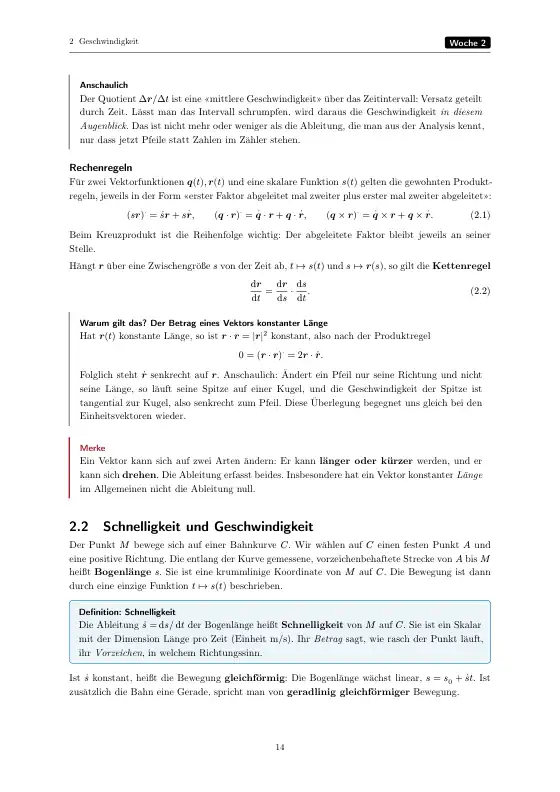 2 Geschwindigkeit
Woche 2
Anschaulich
Der Quotient Δr/Δt ist eine «mittlere Geschwindigkeit» über das Zeitintervall: Versatz geteilt
durch Zeit. Lässt man das Intervall schrumpfen, wird daraus die Geschwindigkeit in diesem
Augenblick. Das ist nicht mehr oder weniger als die Ableitung, die man aus der Analysis kennt,
nur dass jetzt Pfeile statt Zahlen im Zähler stehen.
Rechenregeln
Für zwei Vektorfunktionen q(t), r(t) und eine skalare Funktion s(t) gelten die gewohnten Produkt-
regeln, jeweils in der Form «erster Faktor abgeleitet mal zweiter plus erster mal zweiter abgeleitet»:
(sr)˙ = ṡr + sṙ, (q · r)˙ = q̇ · r + q · ṙ, (q × r)˙ = q̇ × r + q × ṙ. (2.1)
Beim Kreuzprodukt ist die Reihenfolge wichtig: Der abgeleitete Faktor bleibt jeweils an seiner
Stelle.
Hängt r über eine Zwischengröße s von der Zeit ab, t ↦ s(t) und s ↦ r(s), so gilt die Kettenregel
dr/dt = dr/ds · ds/dt. (2.2)
Warum gilt das? Der Betrag eines Vektors konstanter Länge
Hat r(t) konstante Länge, so ist r · r = |r|² konstant, also nach der Produktregel
0 = (r · r)˙ = 2r · ṙ.
Folglich steht ṙ senkrecht auf r. Anschaulich: Ändert ein Pfeil nur seine Richtung und nicht
seine Länge, so läuft seine Spitze auf einer Kugel, und die Geschwindigkeit der Spitze ist
tangential zur Kugel, also senkrecht zum Pfeil. Diese Überlegung begegnet uns gleich bei den
Einheitsvektoren wieder.
Merke
Ein Vektor kann sich auf zwei Arten ändern: Er kann länger oder kürzer werden, und er
kann sich drehen. Die Ableitung erfasst beides. Insbesondere hat ein Vektor konstanter Länge
im Allgemeinen nicht die Ableitung null.
2.2 Schnelligkeit und Geschwindigkeit
Der Punkt M bewege sich auf einer Bahnkurve C. Wir wählen auf C einen festen Punkt A und
eine positive Richtung. Die entlang der Kurve gemessene, vorzeichenbehaftete Strecke von A bis M
heißt Bogenlänge s. Sie ist eine krummlinige Koordinate von M auf C. Die Bewegung ist dann
durch eine einzige Funktion t ↦ s(t) beschrieben.
Definition: Schnelligkeit
Die Ableitung ṡ = ds/dt der Bogenlänge heißt Schnelligkeit von M auf C. Sie ist ein Skalar
mit der Dimension Länge pro Zeit (Einheit m/s). Ihr Betrag sagt, wie rasch der Punkt läuft,
ihr Vorzeichen, in welchem Richtungssinn.
Ist ṡ konstant, heißt die Bewegung gleichförmig: Die Bogenlänge wächst linear, s = s₀ + ṡt. Ist
zusätzlich die Bahn eine Gerade, spricht man von geradlinig gleichförmiger Bewegung.
14